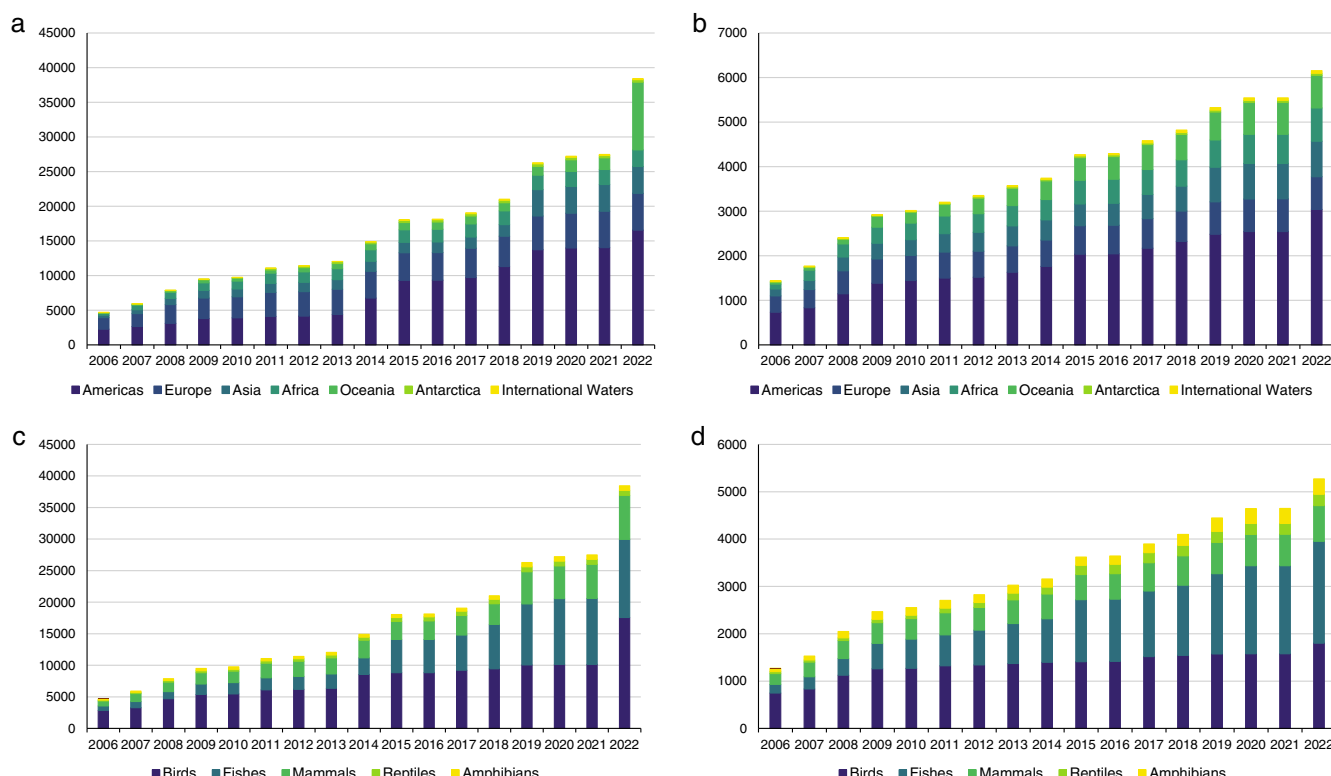 a
45000
40000
35000
30000
25000
20000
15000
10000
5000
0
2006 2007 2008 2009 2010 2011 2012 2013 2014 2015 2016 2017 2018 2019 2020 2021 2022
Americas Europe Asia Africa Oceania Antarctica International Waters
b
7000
6000
5000
4000
3000
2000
1000
0
2006 2007 2008 2009 2010 2011 2012 2013 2014 2015 2016 2017 2018 2019 2020 2021 2022
Americas Europe Asia Africa Oceania Antarctica International Waters
c
45000
40000
35000
30000
25000
20000
15000
10000
5000
0
2006 2007 2008 2009 2010 2011 2012 2013 2014 2015 2016 2017 2018 2019 2020 2021 2022
Birds Fishes Mammals Reptiles Amphibians
d
6000
5000
4000
3000
2000
1000
0
2006 2007 2008 2009 2010 2011 2012 2013 2014 2015 2016 2017 2018 2019 2020 2021 2022
Birds Fishes Mammals Reptiles Amphibians